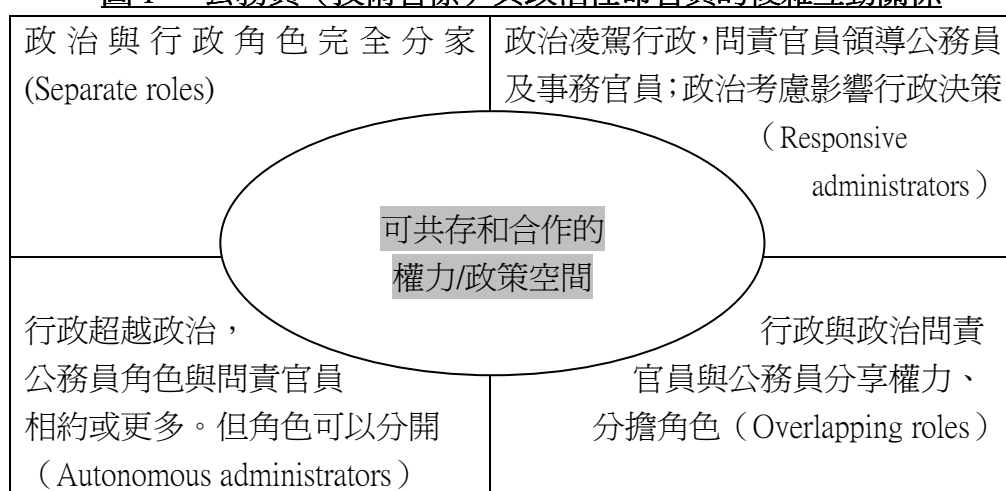 政治與行政角色完全分家
(Separate roles)
政治凌駕行政，問責官員領導公務員
及事務官員；政治考慮影響行政決策
（Responsive
administrators）
可共存和合作的
權力/政策空間
行政超越政治，
公務員角色與問責官員
相約或更多。但角色可以分開
（Autonomous administrators）
行政與政治問責
官員與公務員分享權力、
分擔角色（Overlapping roles）